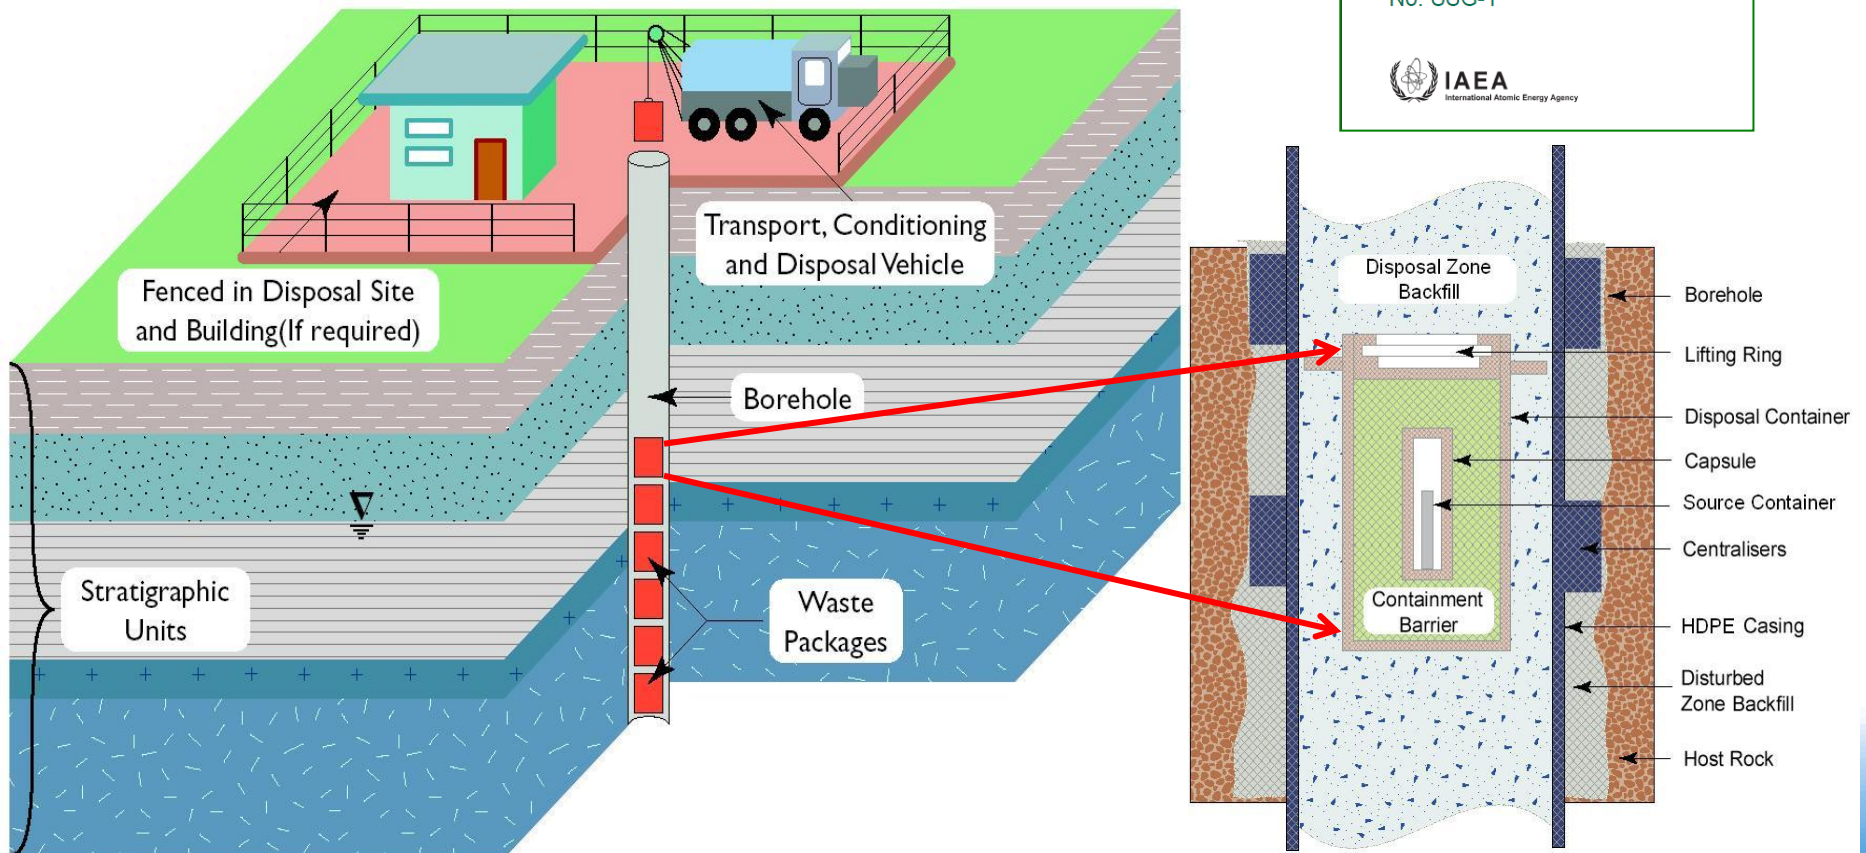 IAEA
International Atomic Energy Agency
Transport, Conditioning
and Disposal Vehicle
Fenced in Disposal Site
and Building(If required)
Borehole
Stratigraphic
Units
Waste
Packages
Disposal Zone
Backfill
Containment
Barrier
Borehole
Lifting Ring
Disposal Container
Capsule
Source Container
Centralisers
HDPE Casing
Disturbed
Zone Backfill
Host Rock